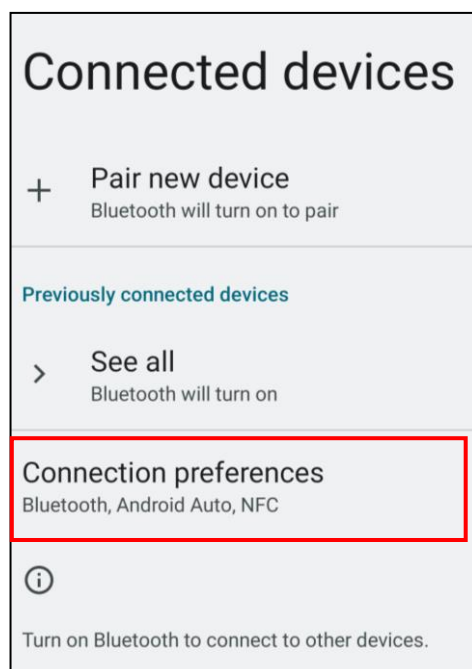 Connected devices
Pair new device
Bluetooth will turn on to pair
Previously connected devices
See all
Bluetooth will turn on
Connection preferences
Bluetooth, Android Auto, NFC
Turn on Bluetooth to connect to other devices.